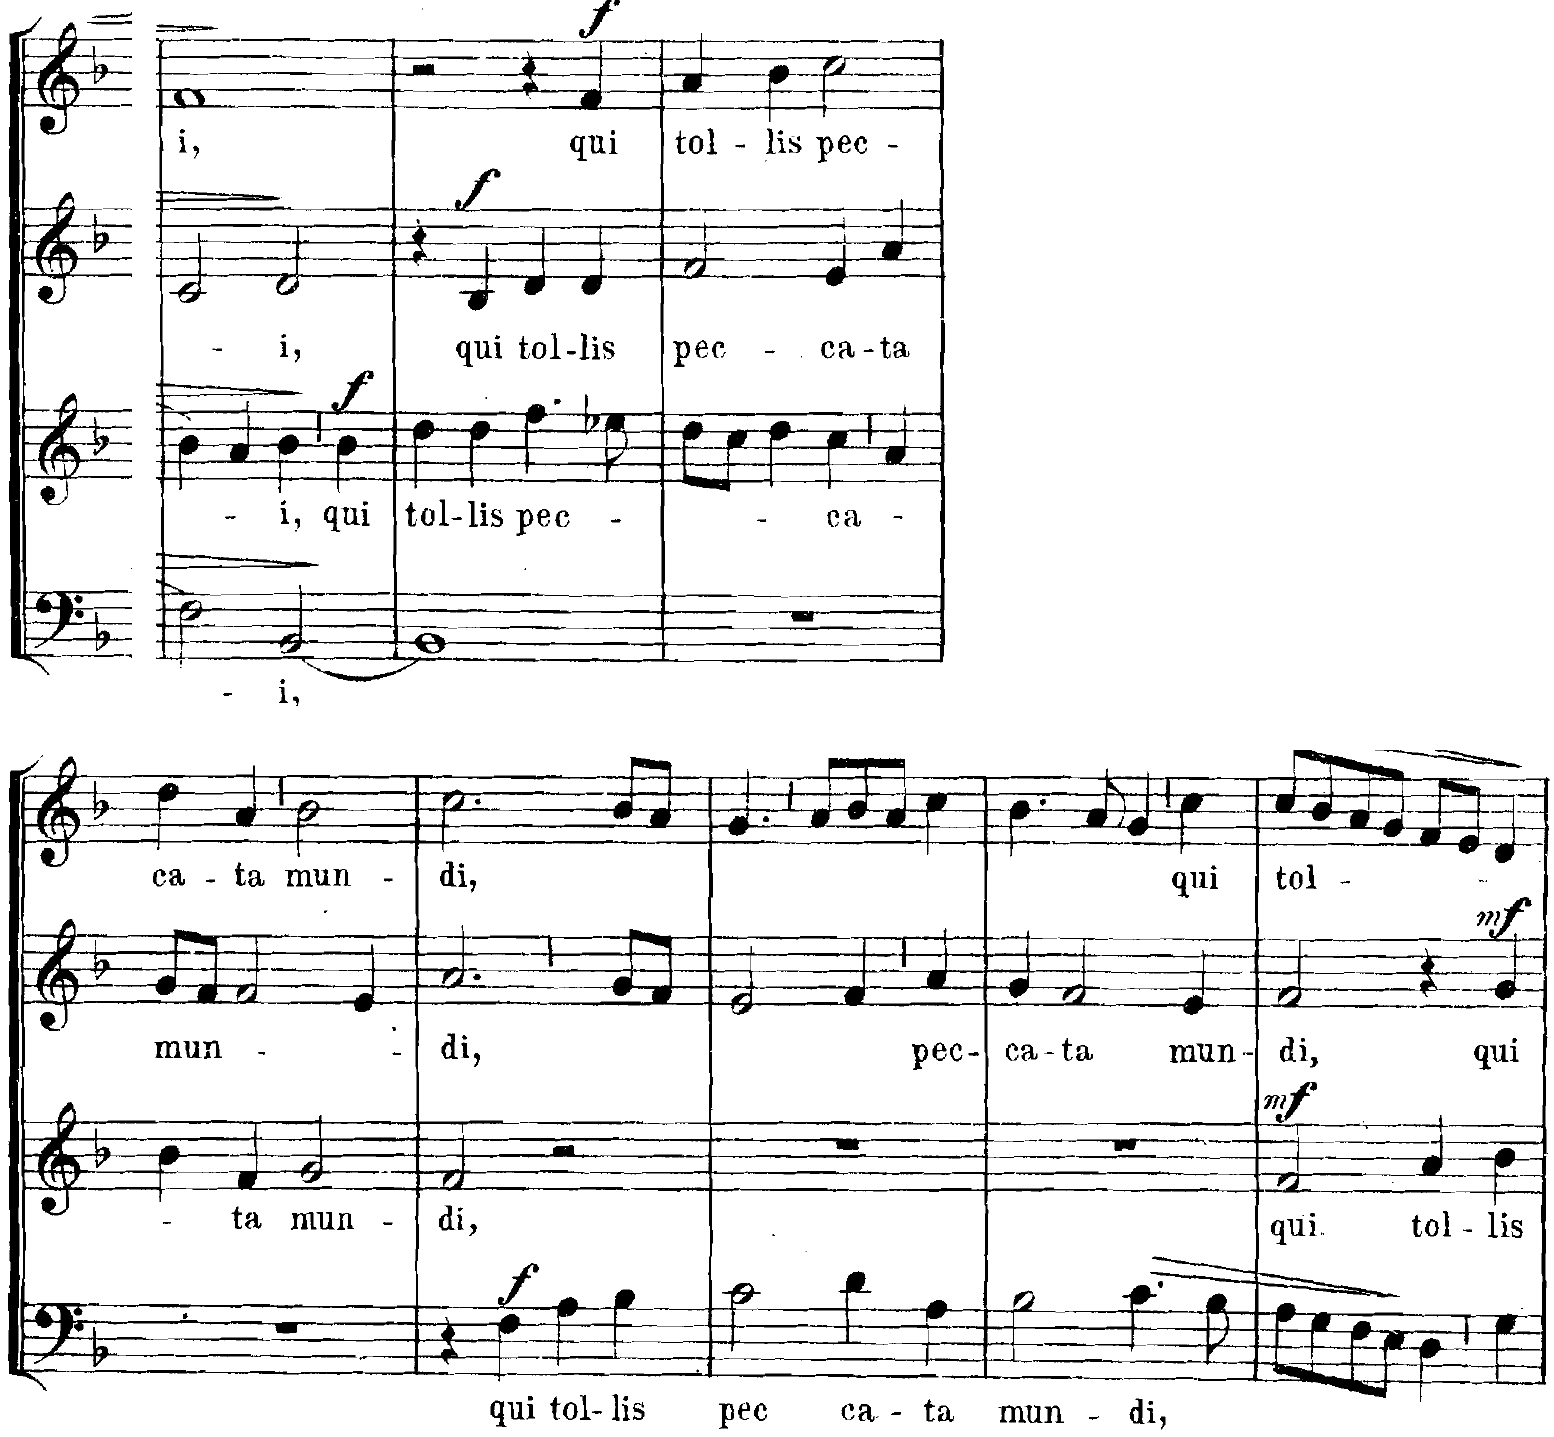 f
i, qui tol - lis pec -
f
- i, qui tol-lis pec - ca-ta
f
- i, qui tol-lis pec - - ca -
- i,
ca - ta mun - di, qui tol - -
mf
mun - - di, pec- ca-ta mun- di, qui
mf
- ta mun - di, qui tol - lis
f
qui tol-lis pec ca - ta mun - di,